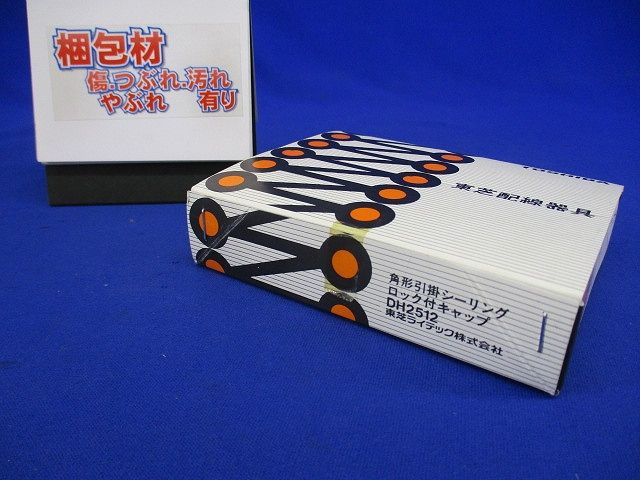 梱包材
傷.つぶれ.汚れ
やぶれ 有り
TOSHIBA
東芝配線器具
角形引掛シーリング
ロック付キャップ
DH2512
東芝ライテック株式会社